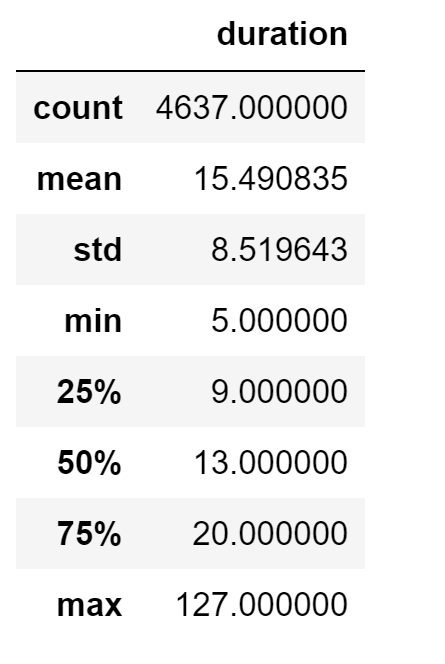 duration
count 4637.000000
mean 15.490835
std 8.519643
min 5.000000
25% 9.000000
50% 13.000000
75% 20.000000
max 127.000000